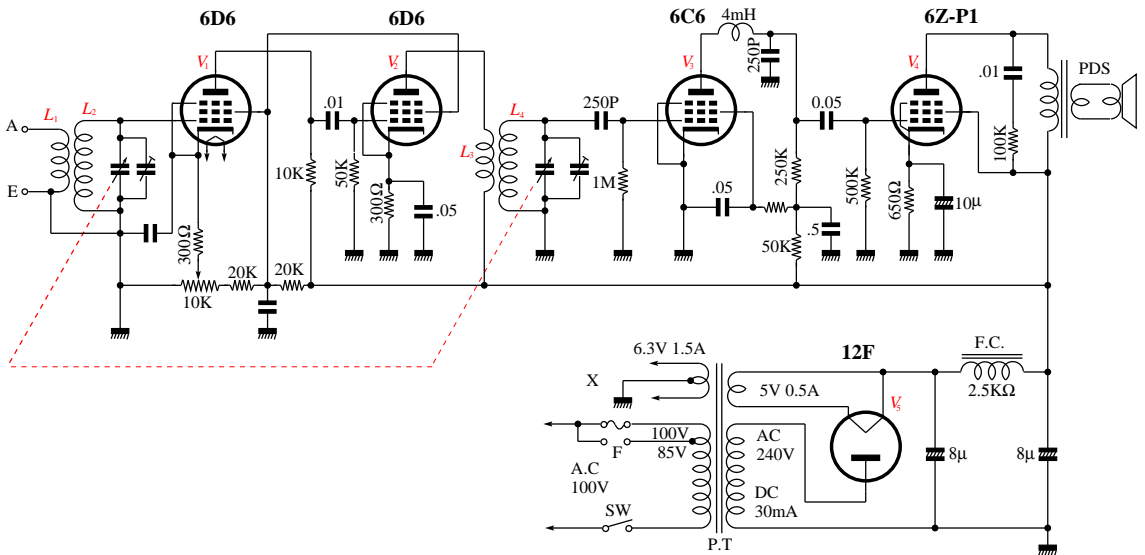 6D6
6D6
6C6
6Z-P1
4mH
V₁
V₂
V₃
V₄
250P
.01
PDS
L₁
L₂
A
.01
L₄
250P
0.05
E
10K
50K
L₃
1M
250K
500K
100K
300Ω
300Ω
.05
.05
650Ω
10μ
.5
50K
20K
20K
10K
6.3V 1.5A
12F
F.C.
X
5V 0.5A
V₅
2.5KΩ
100V
F
85V
AC
240V
A.C
100V
8μ
8μ
DC
30mA
SW
P.T